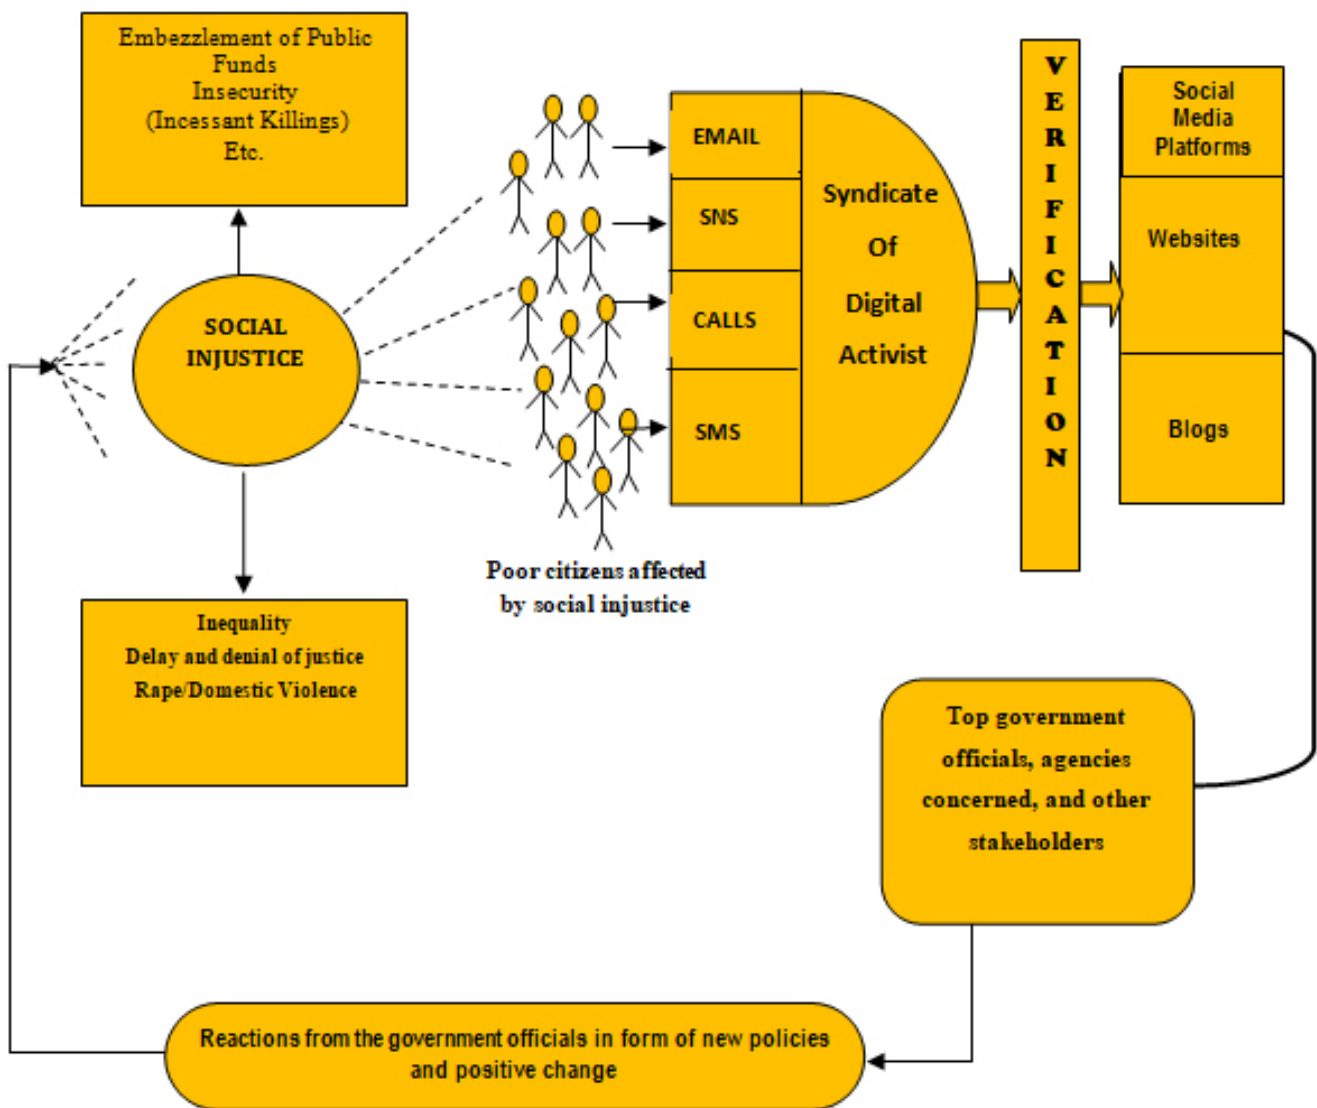 Embezzlement of Public
Funds
Insecurity
(Incessant Killings)
Etc.
SOCIAL
INJUSTICE
Inequality
Delay and denial of justice
Rape/Domestic Violence
Poor citizens affected
by social injustice
EMAIL
SNS
CALLS
SMS
Syndicate
Of
Digital
Activist
VERIFICATION
Social
Media
Platforms
Websites
Blogs
Top government
officials, agencies
concerned, and other
stakeholders
Reactions from the government officials in form of new policies
and positive change